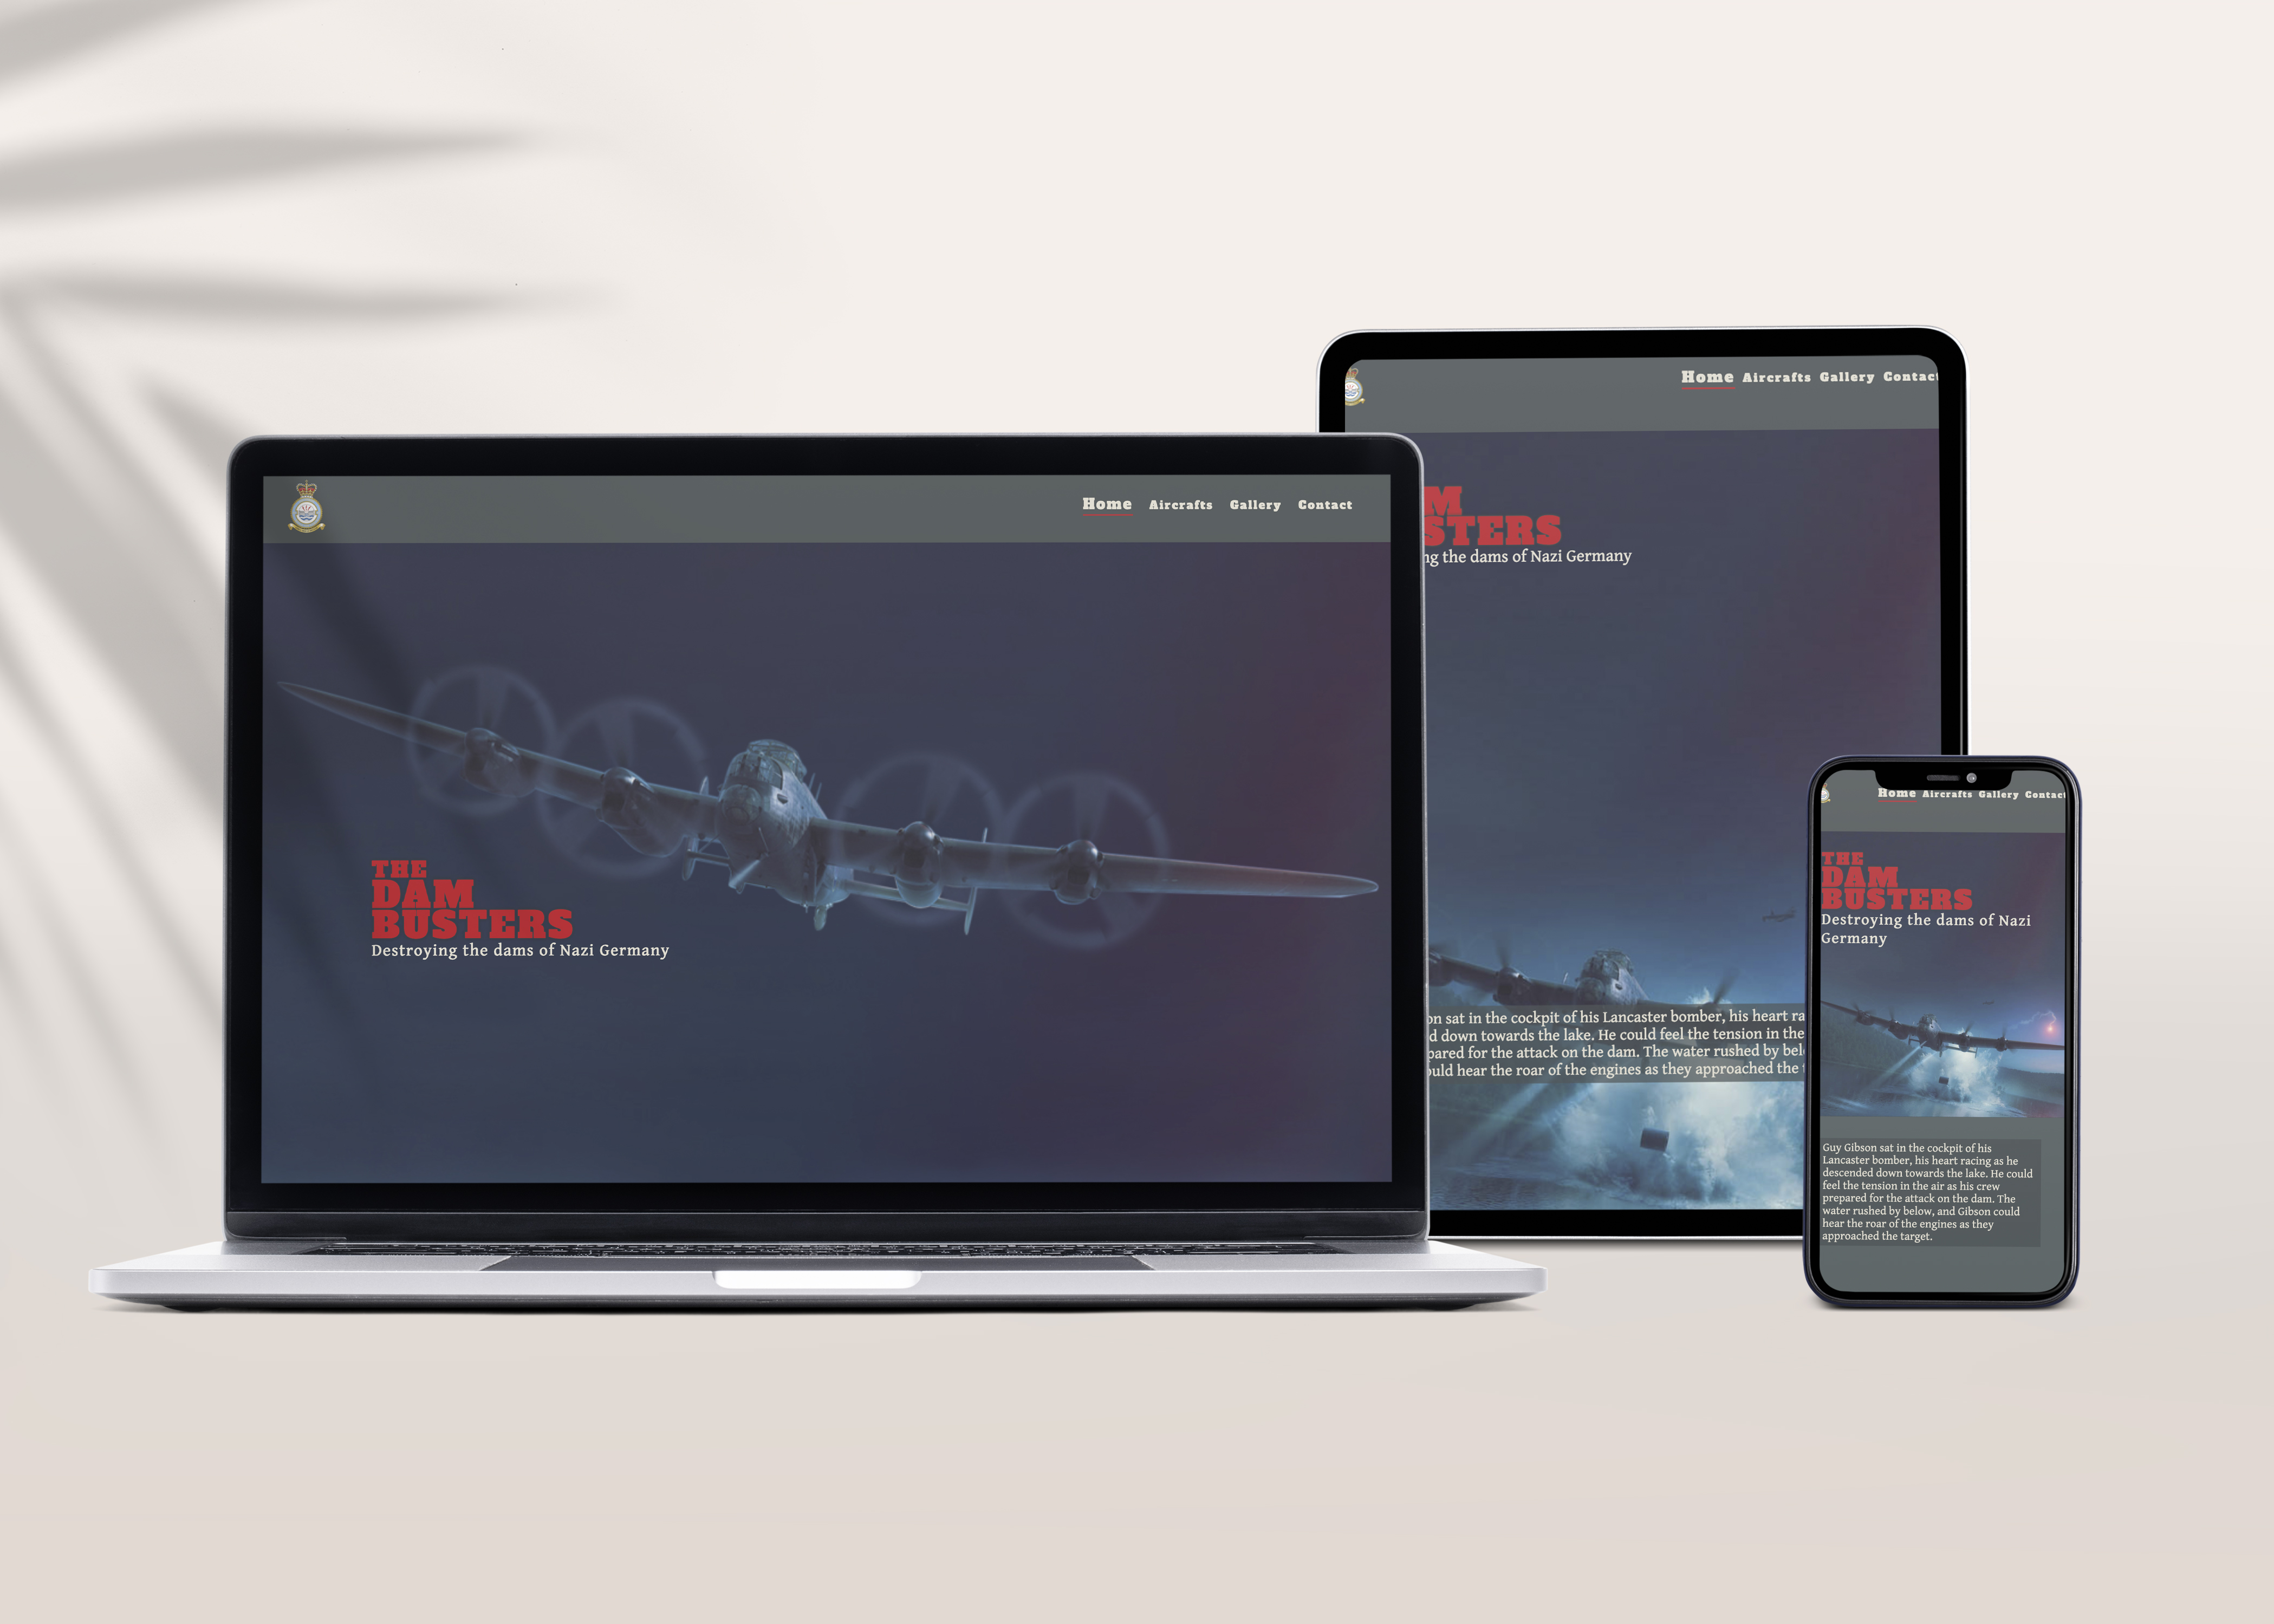 Home Aircrafts Gallery Contact
THE
DAM
BUSTERS
Destroying the dams of Nazi Germany
Home Aircrafts Gallery Contact
M
STERS
ng the dams of Nazi Germany
on sat in the cockpit of his Lancaster bomber, his heart ra
d down towards the lake. He could feel the tension in the
pared for the attack on the dam. The water rushed by bel
ould hear the roar of the engines as they approached the
Home Aircrafts Gallery Contact
THE
DAM
BUSTERS
Destroying the dams of Nazi
Germany
Guy Gibson sat in the cockpit of his
Lancaster bomber, his heart racing as he
descended down towards the lake. He could
feel the tension in the air as his crew
prepared for the attack on the dam. The
water rushed by below, and Gibson could
hear the roar of the engines as they
approached the target.